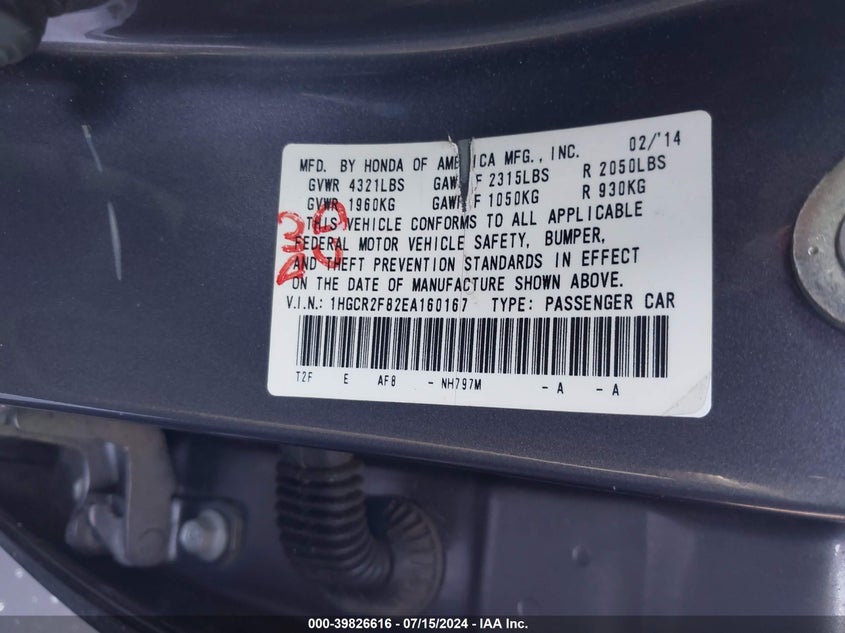 MFD. BY HONDA OF AMERICA MFG., INC. 02/'14
GVWR 4321LBS GAWR F 2315LBS R 2050LBS
GVWR 1960KG GAWR F 1050KG R 930KG
THIS VEHICLE CONFORMS TO ALL APPLICABLE
FEDERAL MOTOR VEHICLE SAFETY, BUMPER,
AND THEFT PREVENTION STANDARDS IN EFFECT
ON THE DATE OF MANUFACTURE SHOWN ABOVE.
V.I.N.: 1HGCR2F82EA160167 TYPE: PASSENGER CAR
T2F E AF8 - NH797M - A - A
000-39826616 - 07/15/2024 - IAA Inc.